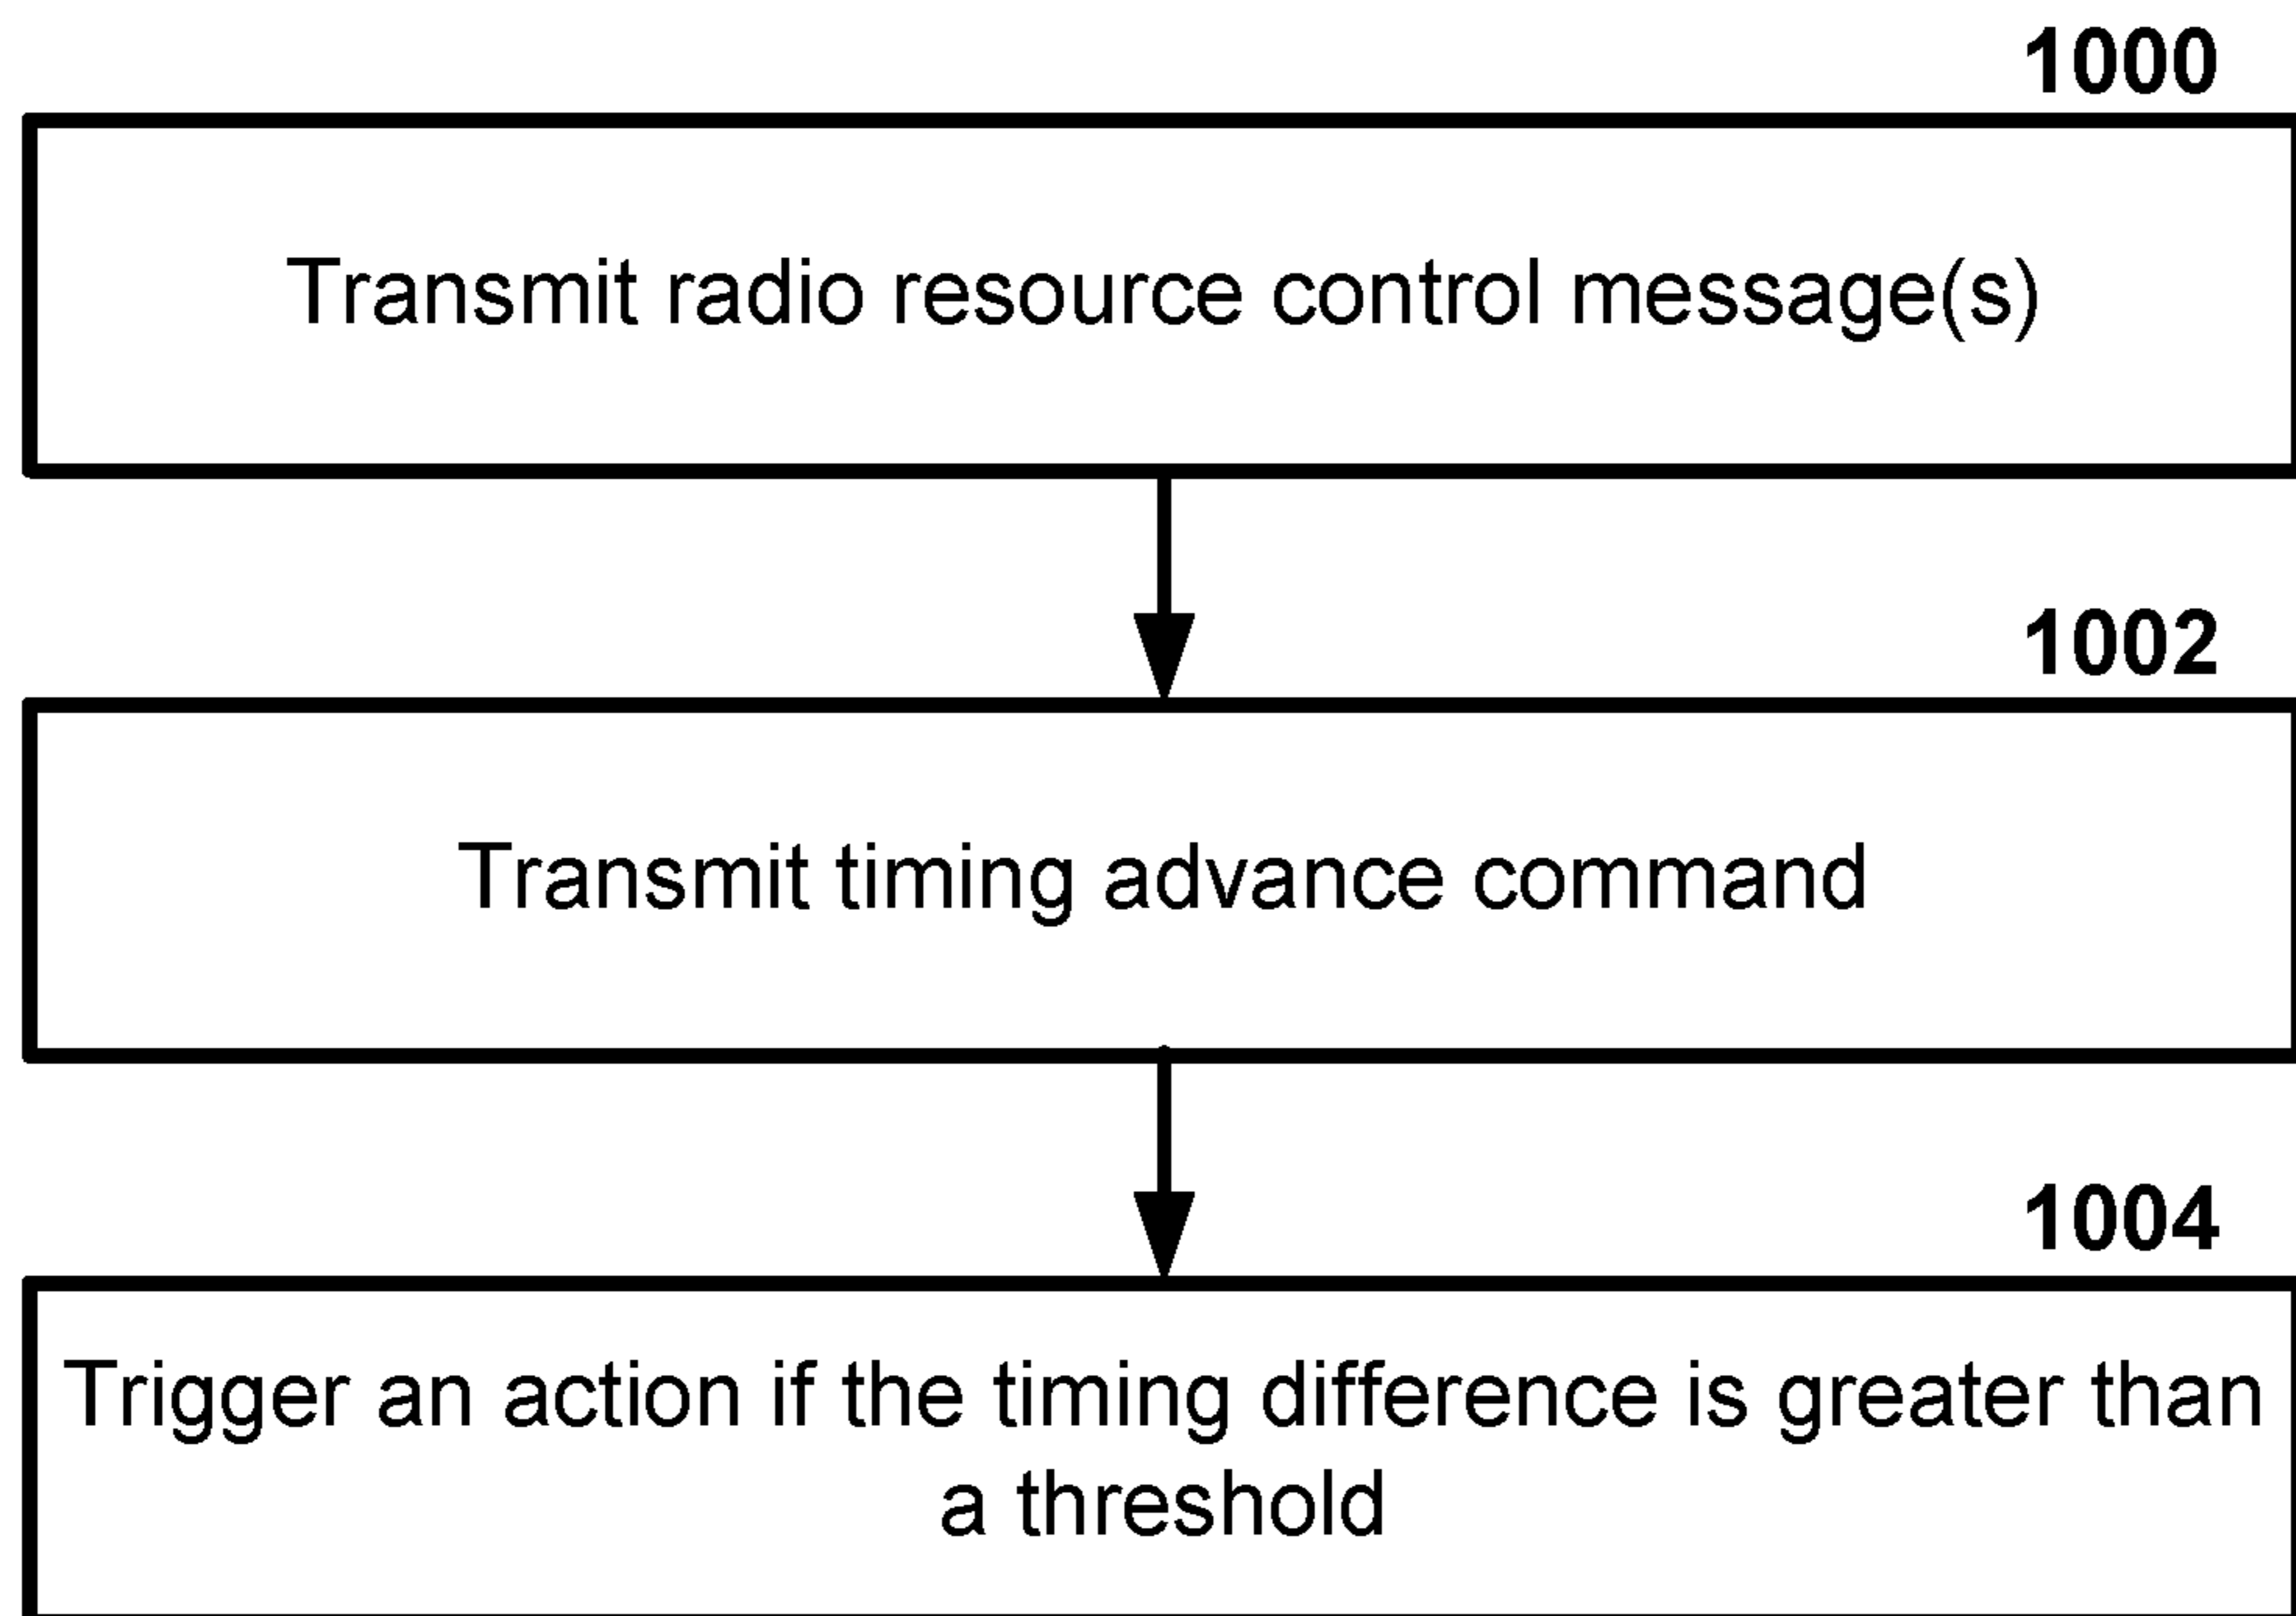 1000
Transmit radio resource control message(s)
1002
Transmit timing advance command
1004
Trigger an action if the timing difference is greater than
a threshold